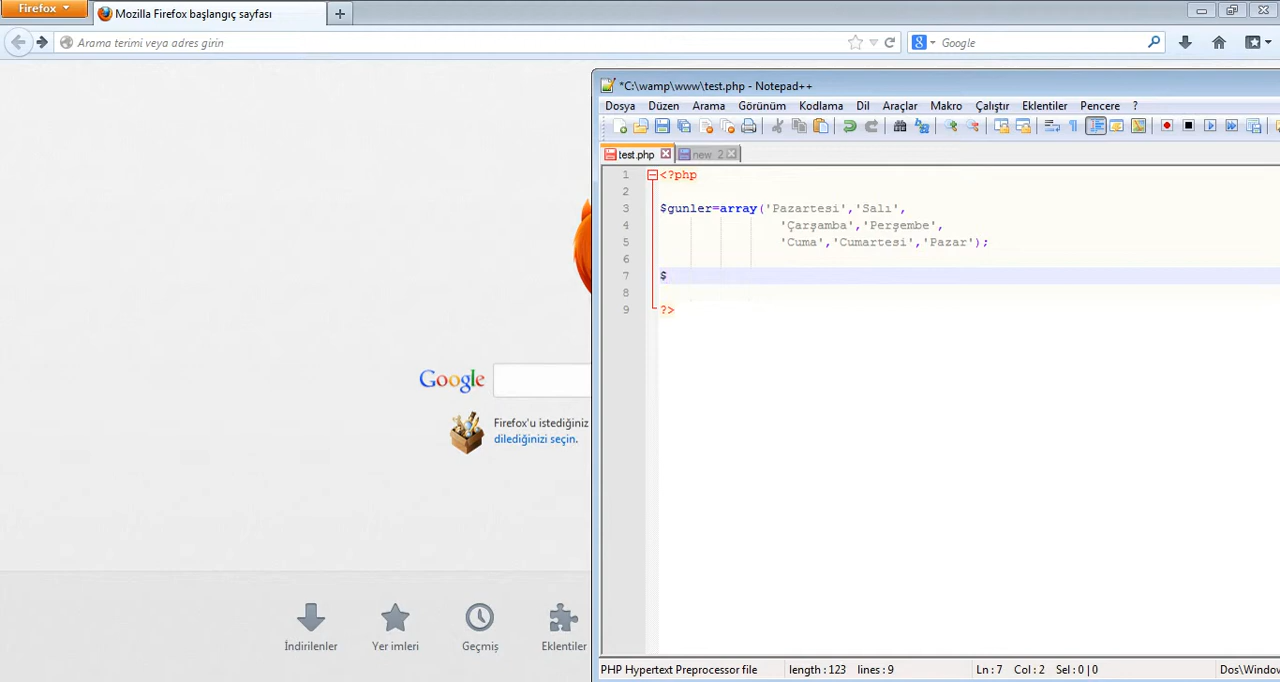 Firefox
Mozilla Firefox başlangıç sayfası
Arama terimi veya adres girin
Google
*C:\wamp\www\test.php - Notepad++
Dosya Düzen Arama Görünüm Kodlama Dil Araçlar Makro Çalıştır Eklentiler Pencere ?
test.php new 2
1 <?php
2
3 $gunler=array('Pazartesi','Salı',
4 'Çarşamba','Perşembe',
5 'Cuma','Cumartesi','Pazar');
6
7 $
8
9 ?>
Google
Firefox'u istediğiniz
dilediğinizi seçin.
İndirilenler Yer imleri Geçmiş Eklentiler
PHP Hypertext Preprocessor file length : 123 lines : 9 Ln : 7 Col : 2 Sel : 0 | 0 Dos\Window